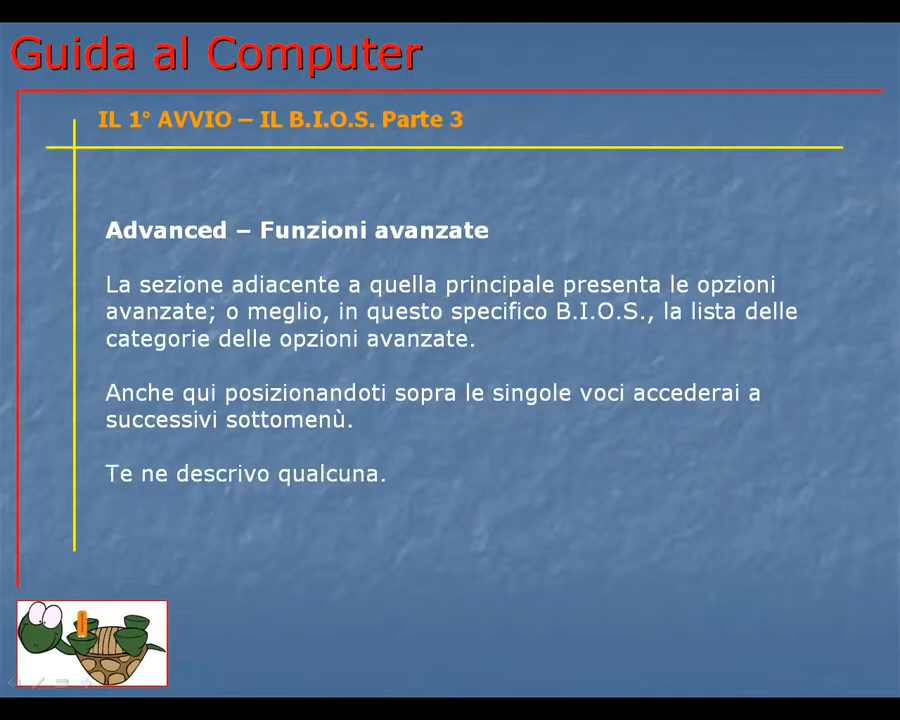 Guida al Computer
IL 1° AVVIO – IL B.I.O.S. Parte 3
Advanced – Funzioni avanzate
La sezione adiacente a quella principale presenta le opzioni
avanzate; o meglio, in questo specifico B.I.O.S., la lista delle
categorie delle opzioni avanzate.
Anche qui posizionandoti sopra le singole voci accederai a
successivi sottomenù.
Te ne descrivo qualcuna.